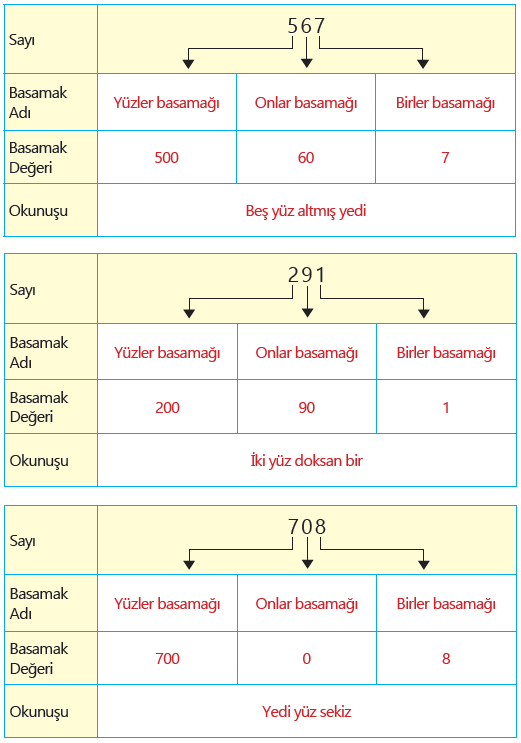 Sayı
567
Basamak
Adı
Yüzler basamağı
Onlar basamağı
Birler basamağı
Basamak
Değeri
500
60
7
Okunuşu
Beş yüz altmış yedi
Sayı
291
Basamak
Adı
Yüzler basamağı
Onlar basamağı
Birler basamağı
Basamak
Değeri
200
90
1
Okunuşu
İki yüz doksan bir
Sayı
708
Basamak
Adı
Yüzler basamağı
Onlar basamağı
Birler basamağı
Basamak
Değeri
700
0
8
Okunuşu
Yedi yüz sekiz